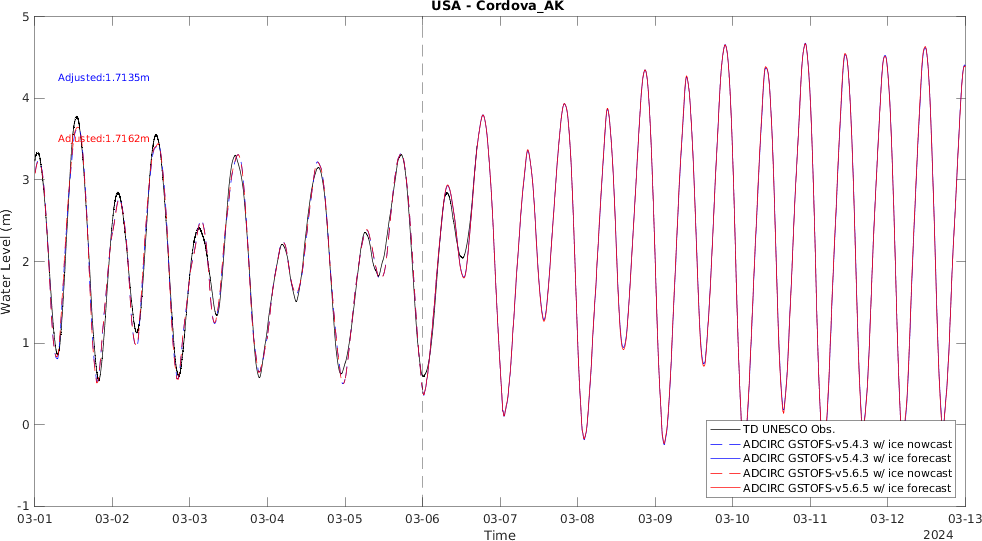 USA - Cordova_AK
Adjusted:1.7135m
Adjusted:1.7162m
Water Level (m)
5
4
3
2
1
0
-1
TD UNESCO Obs.
ADCIRC GSTOFS-v5.4.3 w/ ice nowcast
ADCIRC GSTOFS-v5.4.3 w/ ice forecast
ADCIRC GSTOFS-v5.6.5 w/ ice nowcast
ADCIRC GSTOFS-v5.6.5 w/ ice forecast
03-01 03-02 03-03 03-04 03-05 03-06 03-07 03-08 03-09 03-10 03-11 03-12 03-13
Time
2024